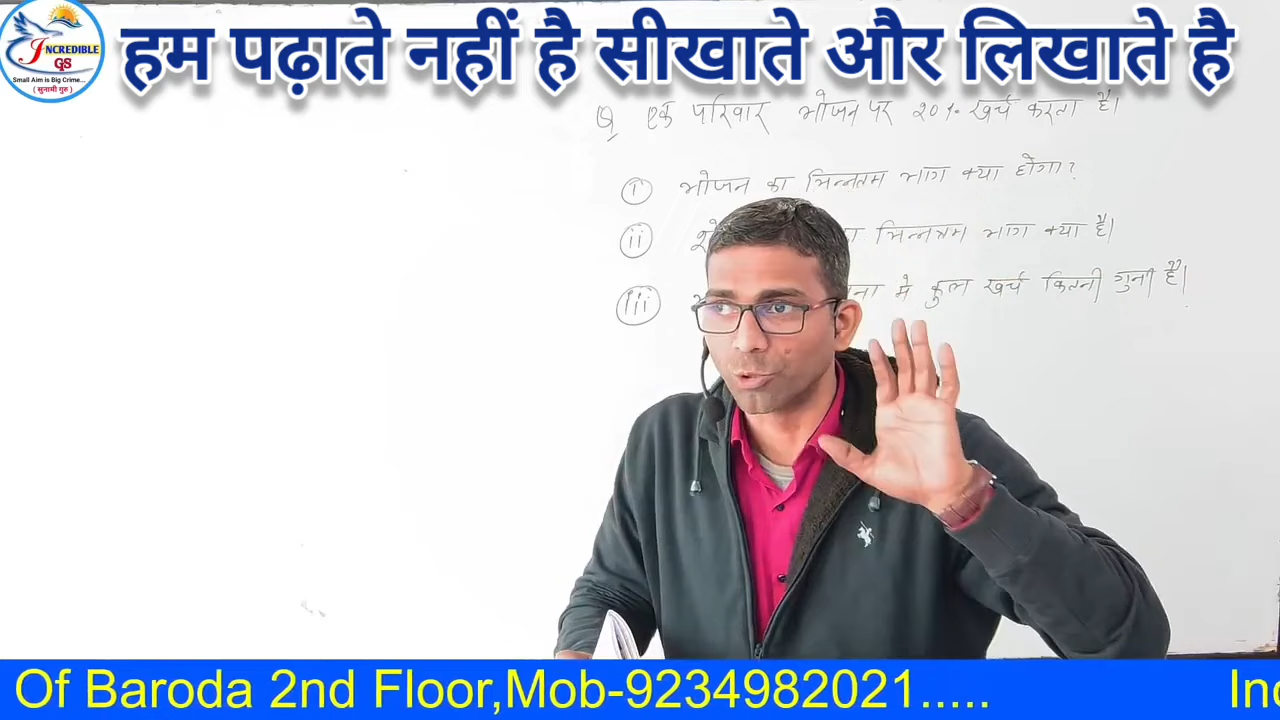 INCREDIBLE
GS
Small Aim is Big Crime...
( सुनामी गुरु )
हम पढ़ाते नहीं है सीखाते और लिखाते है
Q एक परिवार भोजन पर 20% खर्च करता है।
(i) भोजन का भिन्नतम भाग क्या होगा?
(ii) भिन्नतम भाग क्या है।
(iii) में कुल खर्च कितनी गुनी है।
Of Baroda 2nd Floor,Mob-9234982021.....
Inc